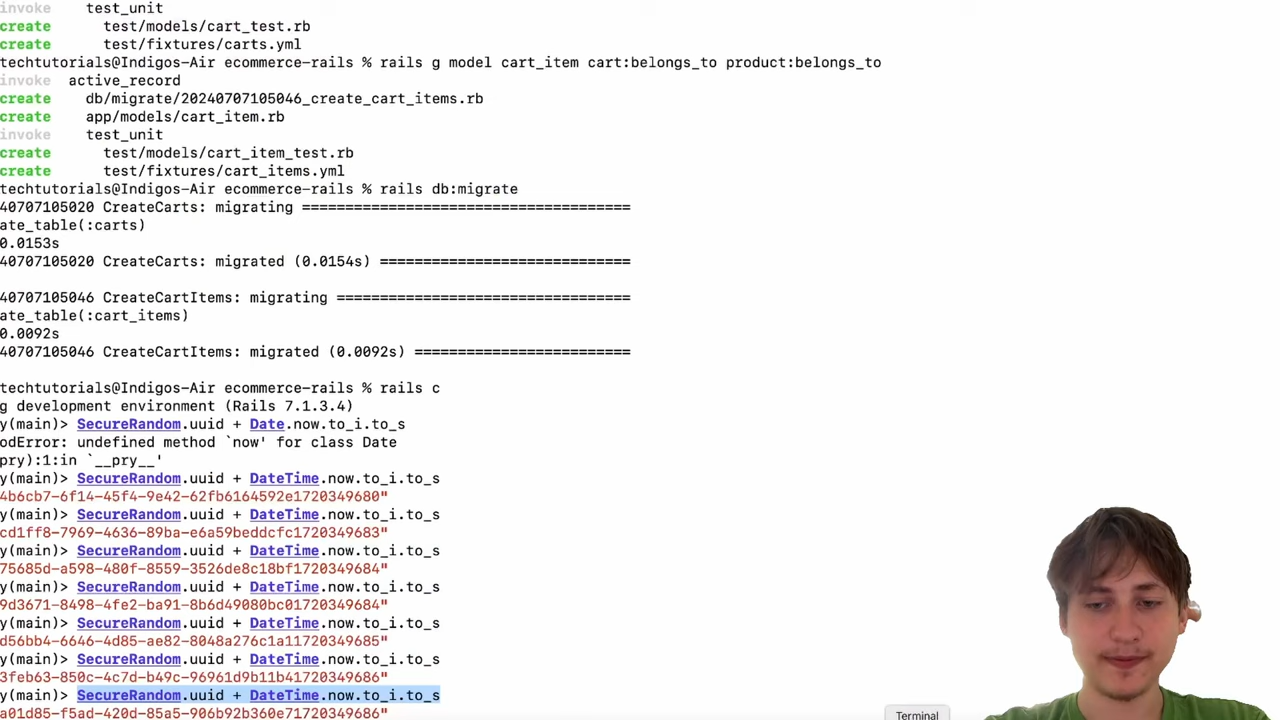 invoke test_unit
create test/models/cart_test.rb
create test/fixtures/carts.yml
techtutorials@Indigos-Air ecommerce-rails % rails g model cart_item cart:belongs_to product:belongs_to
invoke active_record
create db/migrate/20240707105046_create_cart_items.rb
create app/models/cart_item.rb
invoke test_unit
create test/models/cart_item_test.rb
create test/fixtures/cart_items.yml
techtutorials@Indigos-Air ecommerce-rails % rails db:migrate
40707105020 CreateCarts: migrating ======================================
ate_table(:carts)
0.0153s
40707105020 CreateCarts: migrated (0.0154s) =============================
40707105046 CreateCartItems: migrating ==================================
ate_table(:cart_items)
0.0092s
40707105046 CreateCartItems: migrated (0.0092s) =========================
techtutorials@Indigos-Air ecommerce-rails % rails c
g development environment (Rails 7.1.3.4)
y(main)> SecureRandom.uuid + Date.now.to_i.to_s
odError: undefined method `now' for class Date
pry):1:in `__pry__'
y(main)> SecureRandom.uuid + DateTime.now.to_i.to_s
4b6cb7-6f14-45f4-9e42-62fb6164592e1720349680"
y(main)> SecureRandom.uuid + DateTime.now.to_i.to_s
cd1ff8-7969-4636-89ba-e6a59beddcfc1720349683"
y(main)> SecureRandom.uuid + DateTime.now.to_i.to_s
75685d-a598-480f-8559-3526de8c18bf1720349684"
y(main)> SecureRandom.uuid + DateTime.now.to_i.to_s
9d3671-8498-4fe2-ba91-8b6d49080bc01720349684"
y(main)> SecureRandom.uuid + DateTime.now.to_i.to_s
d56bb4-6646-4d85-ae82-8048a276c1a11720349685"
y(main)> SecureRandom.uuid + DateTime.now.to_i.to_s
3feb63-850c-4c7d-b49c-96961d9b11b41720349686"
y(main)> SecureRandom.uuid + DateTime.now.to_i.to_s
a01d85-f5ad-420d-85a5-906b92b360e71720349686"
Terminal